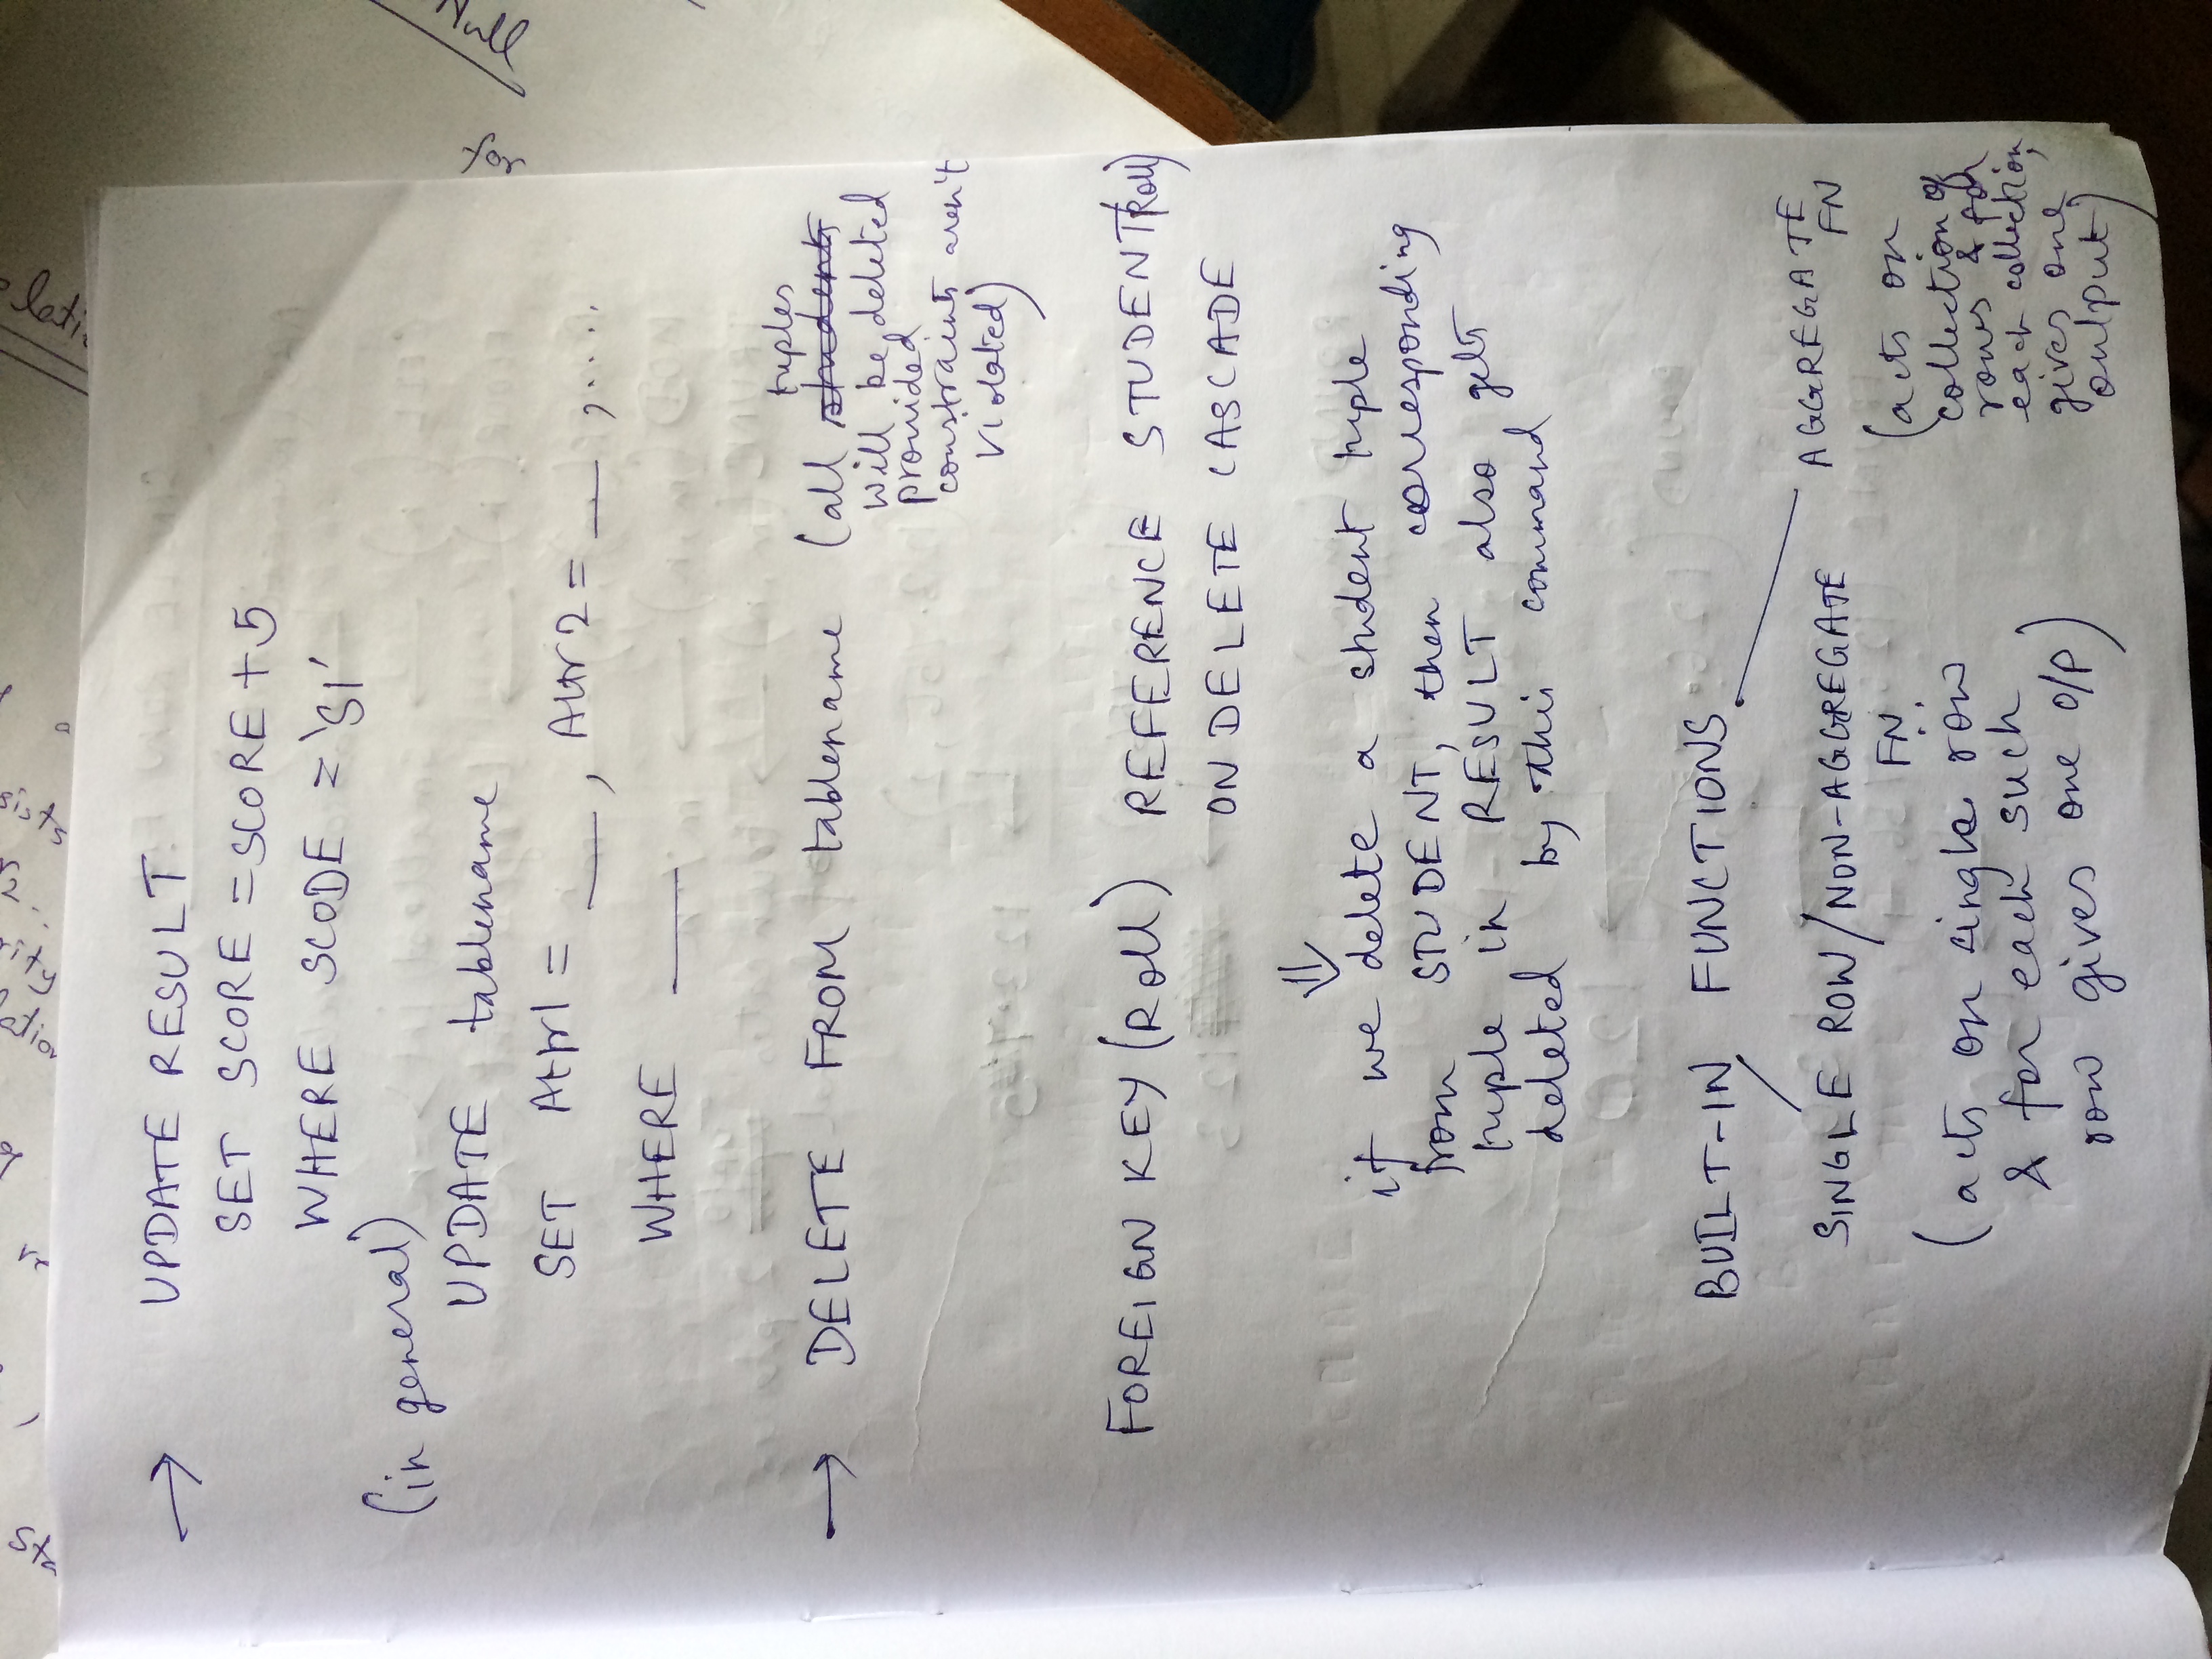 → UPDATE RESULT
SET SCORE = SCORE + 5
WHERE SCODE = 'S1'
(in general)
UPDATE tablename
SET Attr1 = ___, Attr2 = ___, .....
WHERE ____
tuples
→ DELETE FROM tablename (all students
will be deleted
provided
constraints aren't
violated)
FOREIGN KEY (Roll) REFERENCE STUDENT(Roll)
ON DELETE CASCADE
⇓
if we delete a student tuple
from STUDENT, then corresponding
tuple in RESULT also gets
deleted by this command
BUILT-IN FUNCTIONS
SINGLE ROW/NON-AGGREGATE
FN
(acts on single row
& for each such
row gives one o/p)
AGGREGATE
FN
(acts on
collection of
rows & for
each collection,
gives one
output)
Null
for